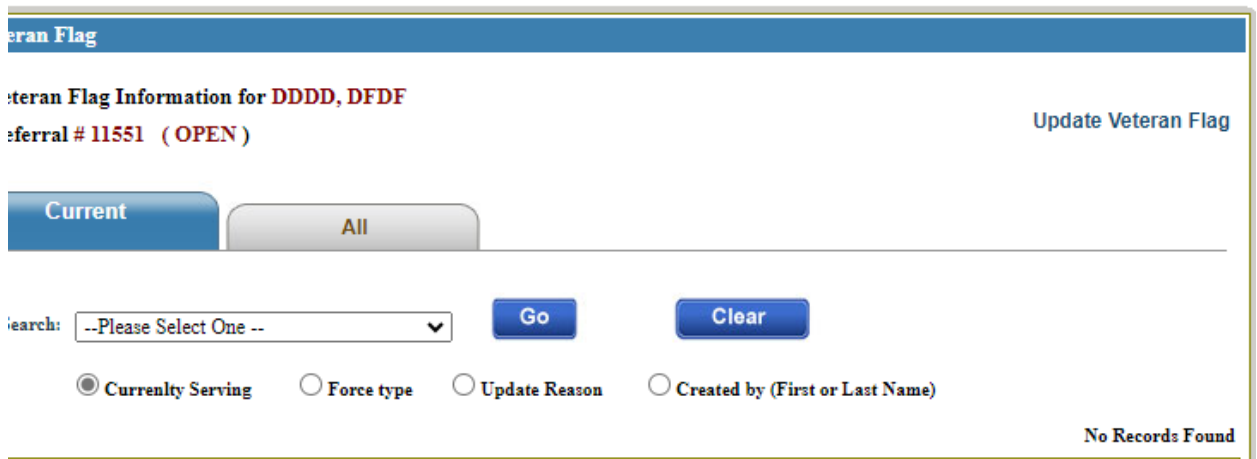 eran Flag
eteran Flag Information for DDDD, DFDF
eferral # 11551 ( OPEN )
Update Veteran Flag
Current
All
Search: --Please Select One --
Go
Clear
Currenlty Serving
Force type
Update Reason
Created by (First or Last Name)
No Records Found